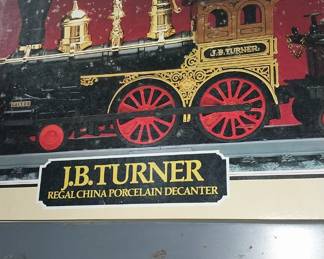 J.B. TURNER
J.B. TURNER
REGAL CHINA PORCELAIN DECANTER